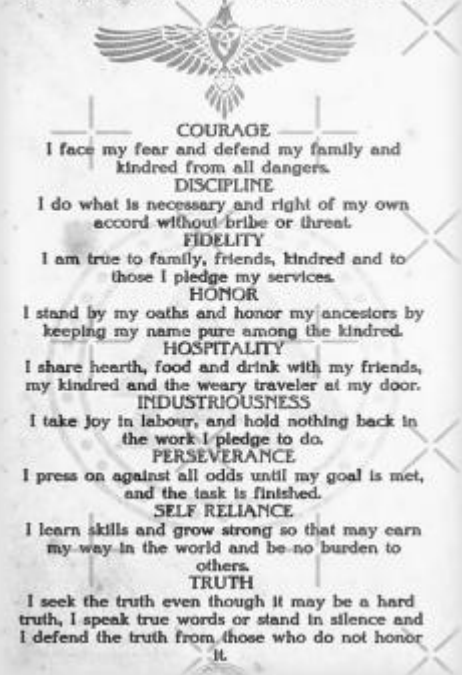 COURAGE
I face my fear and defend my family and
kindred from all dangers.
DISCIPLINE
I do what is necessary and right of my own
accord without bribe or threat.
FIDELITY
I am true to family, friends, kindred and to
those I pledge my services.
HONOR
I stand by my oaths and honor my ancestors by
keeping my name pure among the kindred.
HOSPITALITY
I share hearth, food and drink with my friends,
my kindred and the weary traveler at my door.
INDUSTRIOUSNESS
I take joy in labour, and hold nothing back in
the work I pledge to do.
PERSEVERANCE
I press on against all odds until my goal is met,
and the task is finished.
SELF RELIANCE
I learn skills and grow strong so that may earn
my way in the world and be no burden to
others.
TRUTH
I seek the truth even though it may be a hard
truth, I speak true words or stand in silence and
I defend the truth from those who do not honor
it.